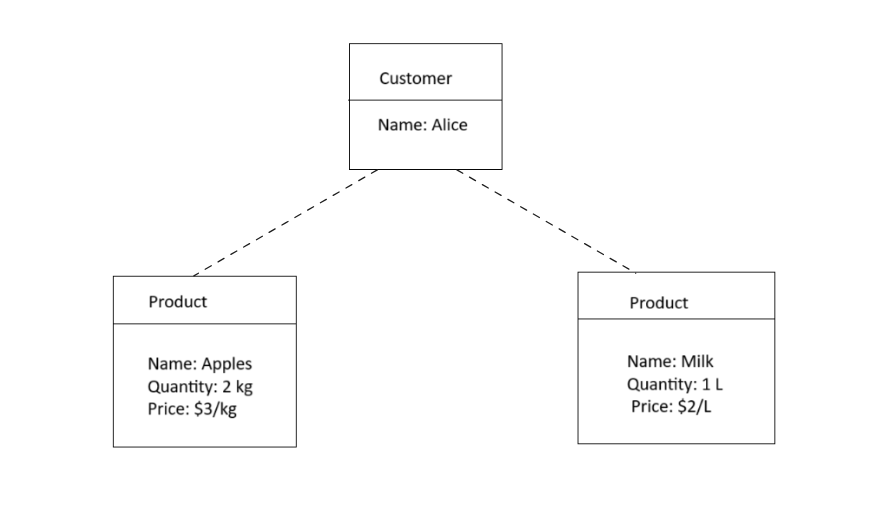 Customer
Name: Alice
Product
Name: Apples
Quantity: 2 kg
Price: $3/kg
Product
Name: Milk
Quantity: 1 L
Price: $2/L